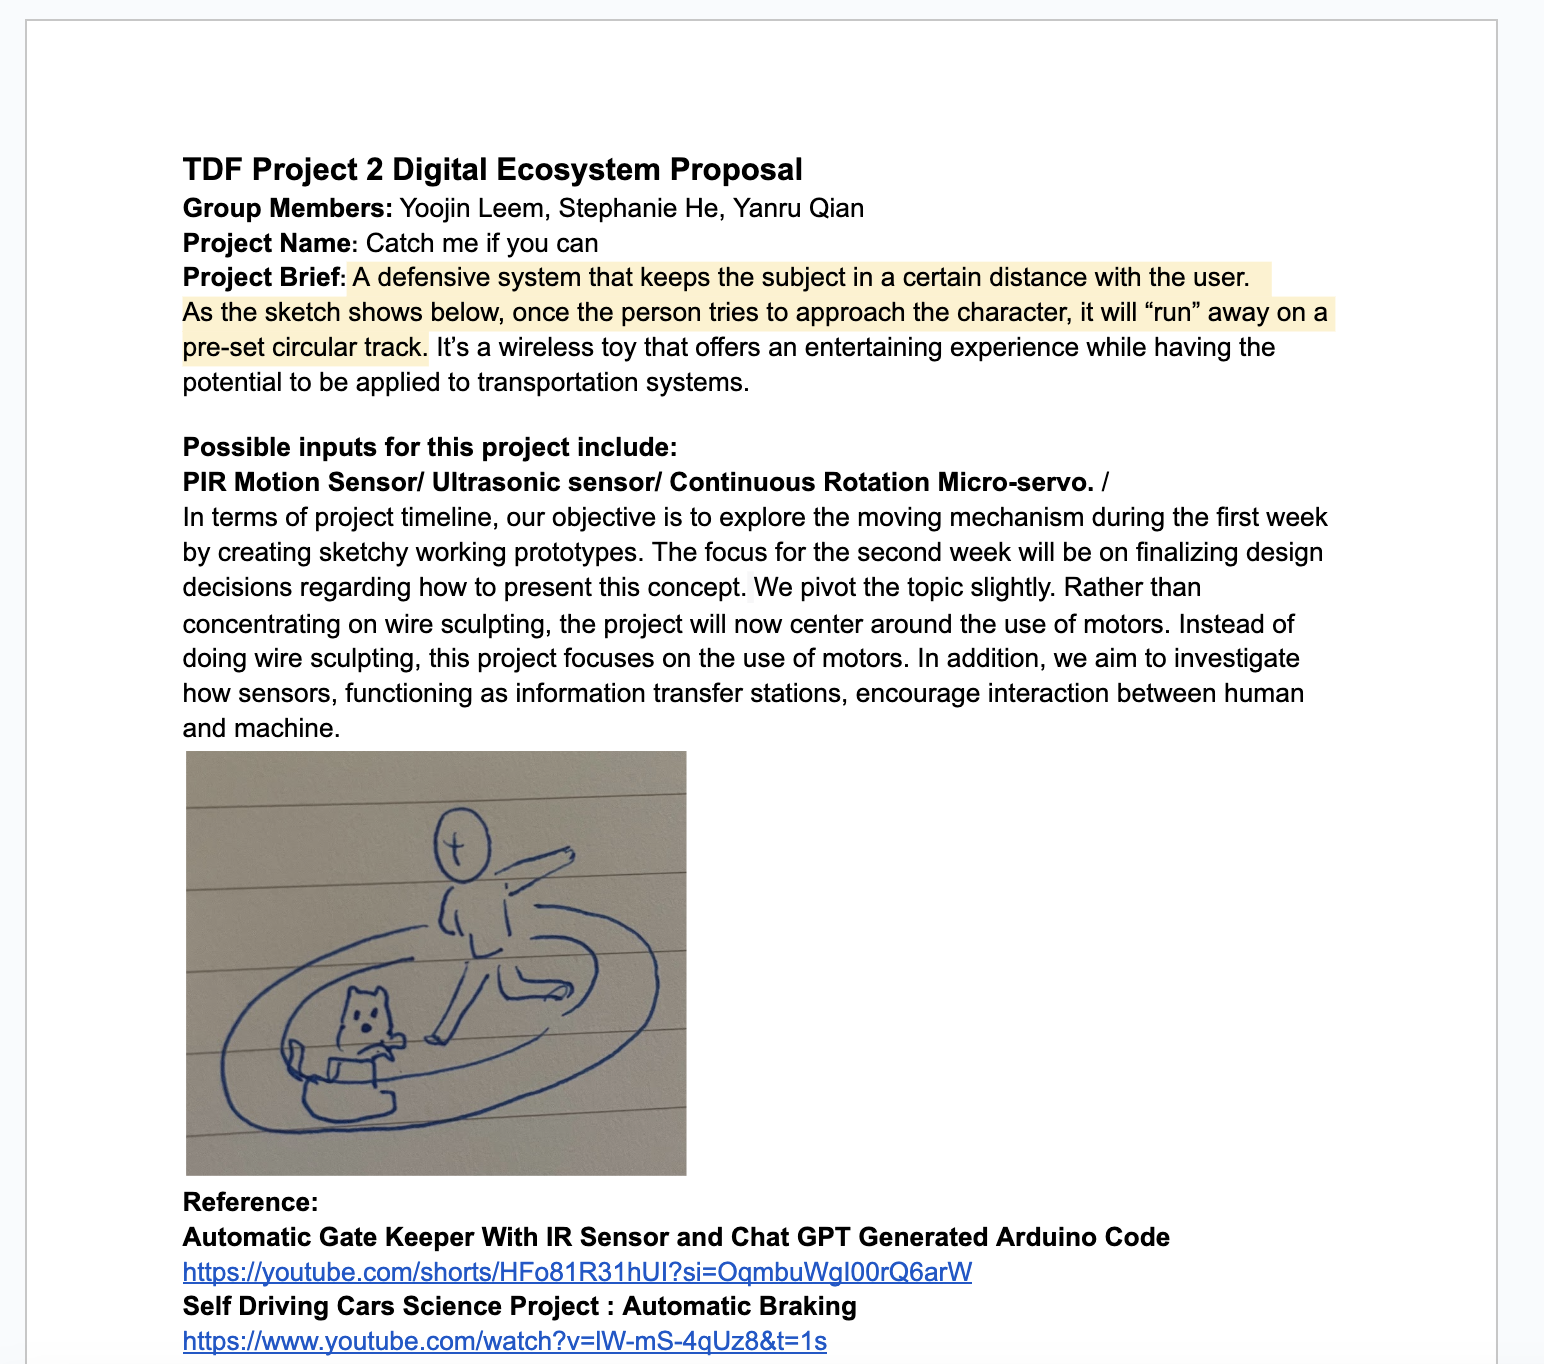 TDF Project 2 Digital Ecosystem Proposal
Group Members: Yoojin Leem, Stephanie He, Yanru Qian
Project Name: Catch me if you can
Project Brief: A defensive system that keeps the subject in a certain distance with the user.
As the sketch shows below, once the person tries to approach the character, it will “run” away on a
pre-set circular track. It’s a wireless toy that offers an entertaining experience while having the
potential to be applied to transportation systems.
Possible inputs for this project include:
PIR Motion Sensor/ Ultrasonic sensor/ Continuous Rotation Micro-servo. /
In terms of project timeline, our objective is to explore the moving mechanism during the first week
by creating sketchy working prototypes. The focus for the second week will be on finalizing design
decisions regarding how to present this concept. We pivot the topic slightly. Rather than
concentrating on wire sculpting, the project will now center around the use of motors. Instead of
doing wire sculpting, this project focuses on the use of motors. In addition, we aim to investigate
how sensors, functioning as information transfer stations, encourage interaction between human
and machine.
Reference:
Automatic Gate Keeper With IR Sensor and Chat GPT Generated Arduino Code
https://youtube.com/shorts/HFo81R31hUI?si=OqmbuWgI00rQ6arW
Self Driving Cars Science Project : Automatic Braking
https://www.youtube.com/watch?v=lW-mS-4qUz8&t=1s